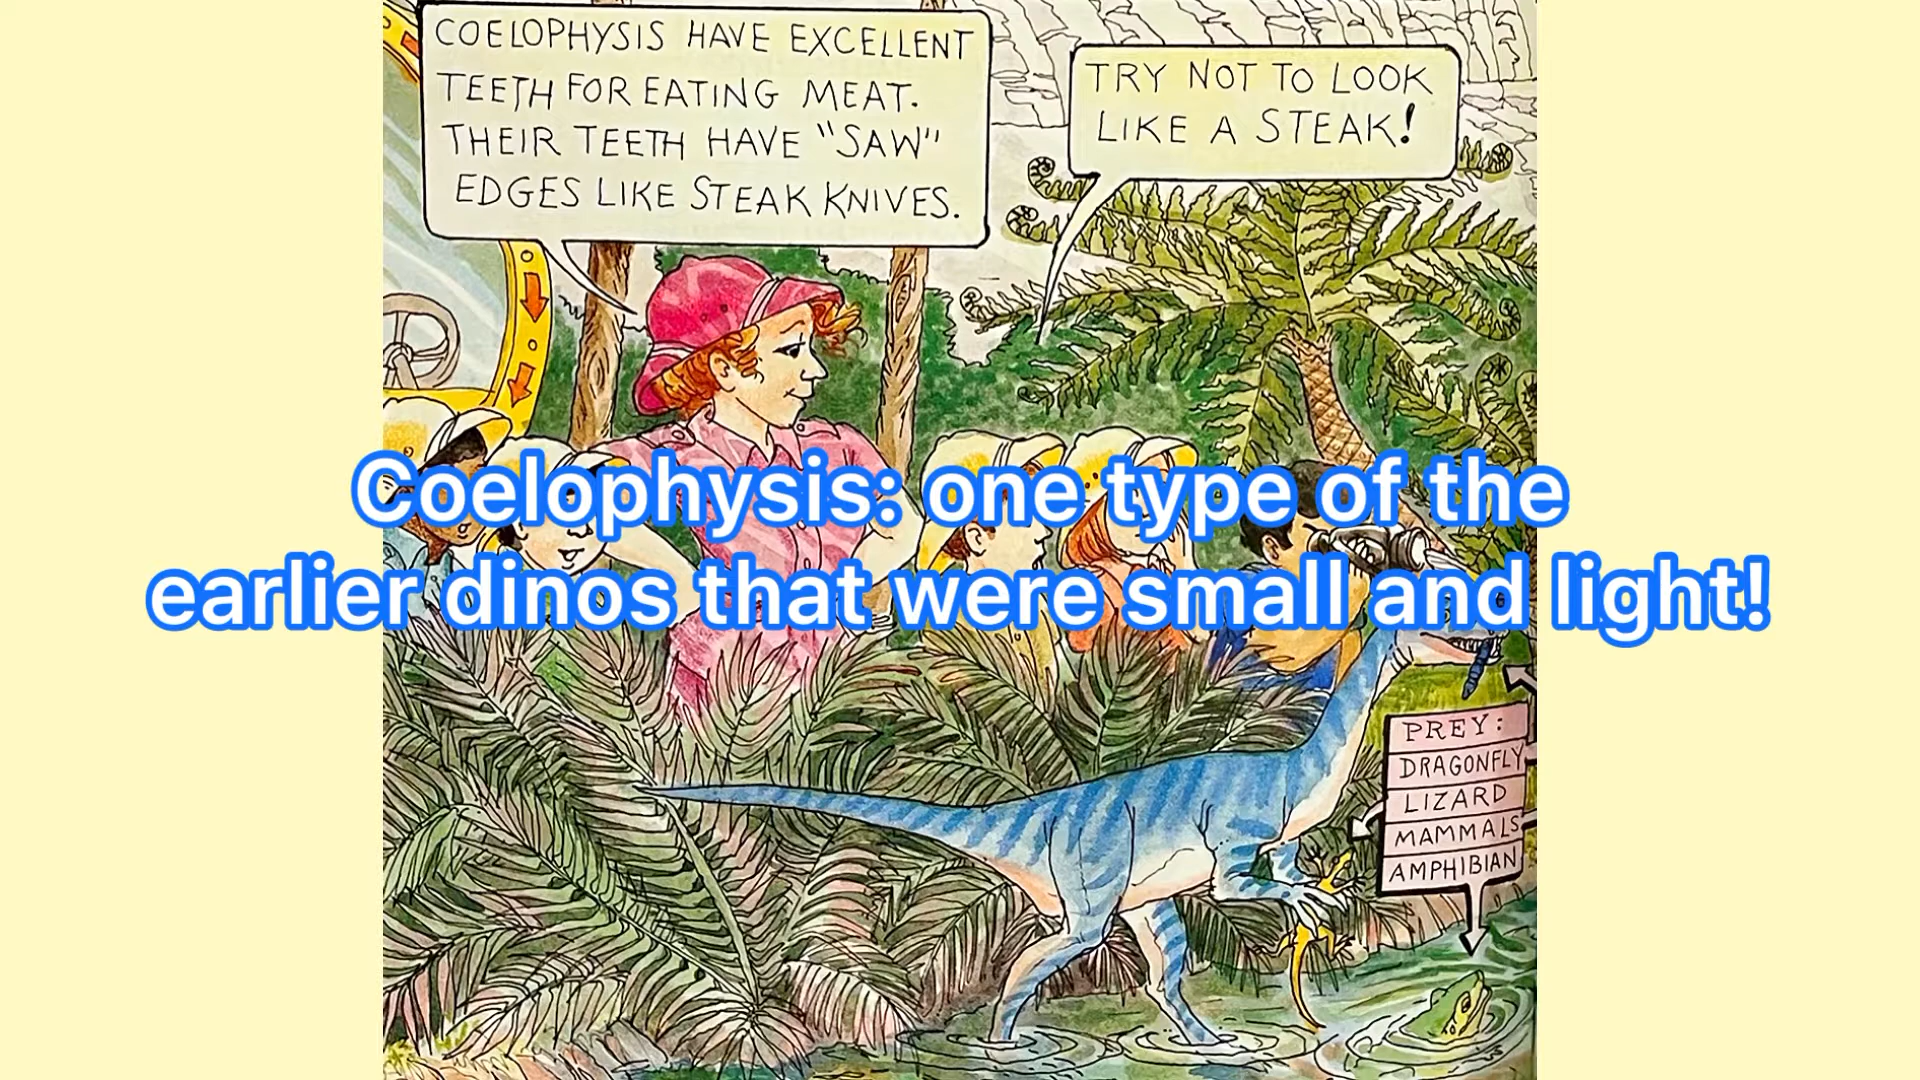 COELOPHYSIS HAVE EXCELLENT
TEETH FOR EATING MEAT.
THEIR TEETH HAVE "SAW"
EDGES LIKE STEAK KNIVES.
TRY NOT TO LOOK
LIKE A STEAK!
Coelophysis: one type of the
earlier dinos that were small and light!
PREY:
DRAGONFLY
LIZARD
MAMMALS
AMPHIBIAN